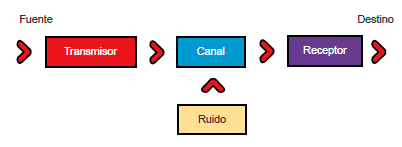 Fuente
Destino
Transmisor
Canal
Receptor
Ruido